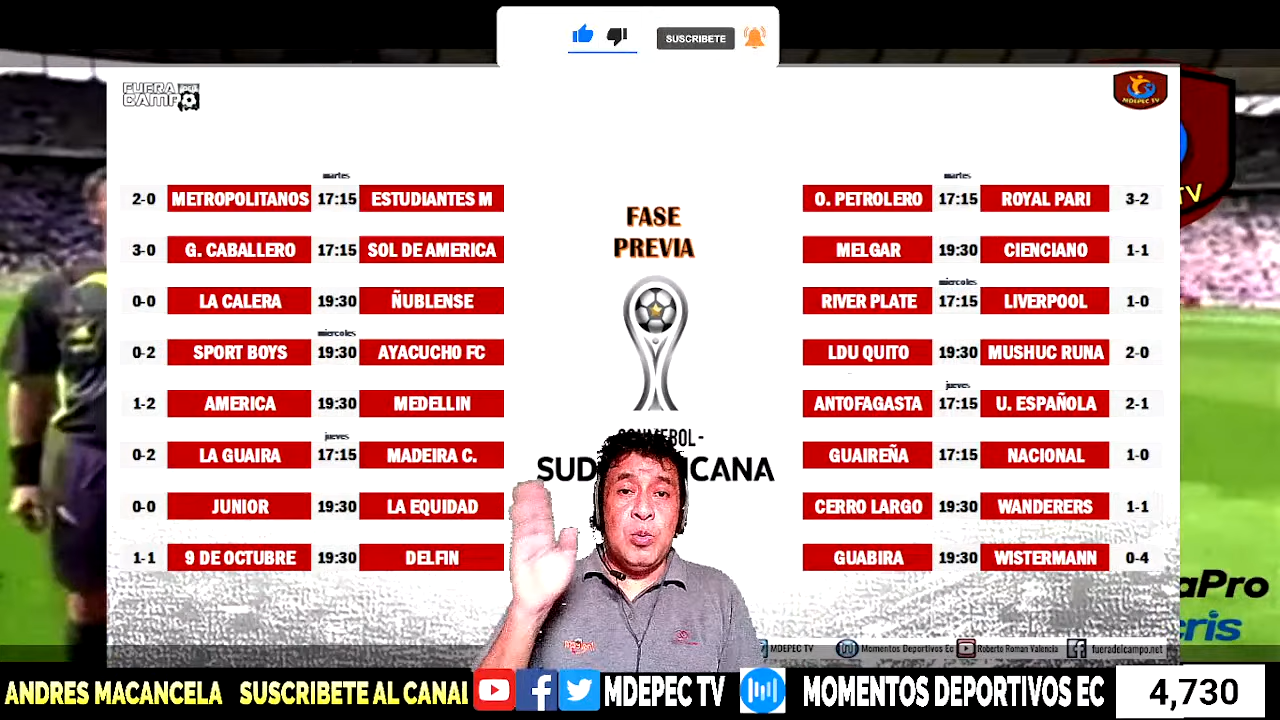 SUSCRIBETE
FUERA
CAMPO
MDEPEC TV
TV
martes
2-0 METROPOLITANOS 17:15 ESTUDIANTES M
3-0 G. CABALLERO 17:15 SOL DE AMERICA
0-0 LA CALERA 19:30 ÑUBLENSE
miercoles
0-2 SPORT BOYS 19:30 AYACUCHO FC
1-2 AMERICA 19:30 MEDELLIN
jueves
0-2 LA GUAIRA 17:15 MADEIRA C.
0-0 JUNIOR 19:30 LA EQUIDAD
1-1 9 DE OCTUBRE 19:30 DELFIN
FASE
PREVIA
martes
O. PETROLERO 17:15 ROYAL PARI 3-2
MELGAR 19:30 CIENCIANO 1-1
miercoles
RIVER PLATE 17:15 LIVERPOOL 1-0
LDU QUITO 19:30 MUSHUC RUNA 2-0
jueves
ANTOFAGASTA 17:15 U. ESPAÑOLA 2-1
GUAIREÑA 17:15 NACIONAL 1-0
CERRO LARGO 19:30 WANDERERS 1-1
GUABIRA 19:30 WISTERMANN 0-4
aPro
cris
MDEPEC TV Momentos Deportivos Ec Roberto Roman Valencia fueradelcampo.net
ANDRES MACANCELA SUSCRIBETE AL CANAL MDEPEC TV MOMENTOS DEPORTIVOS EC 4,730